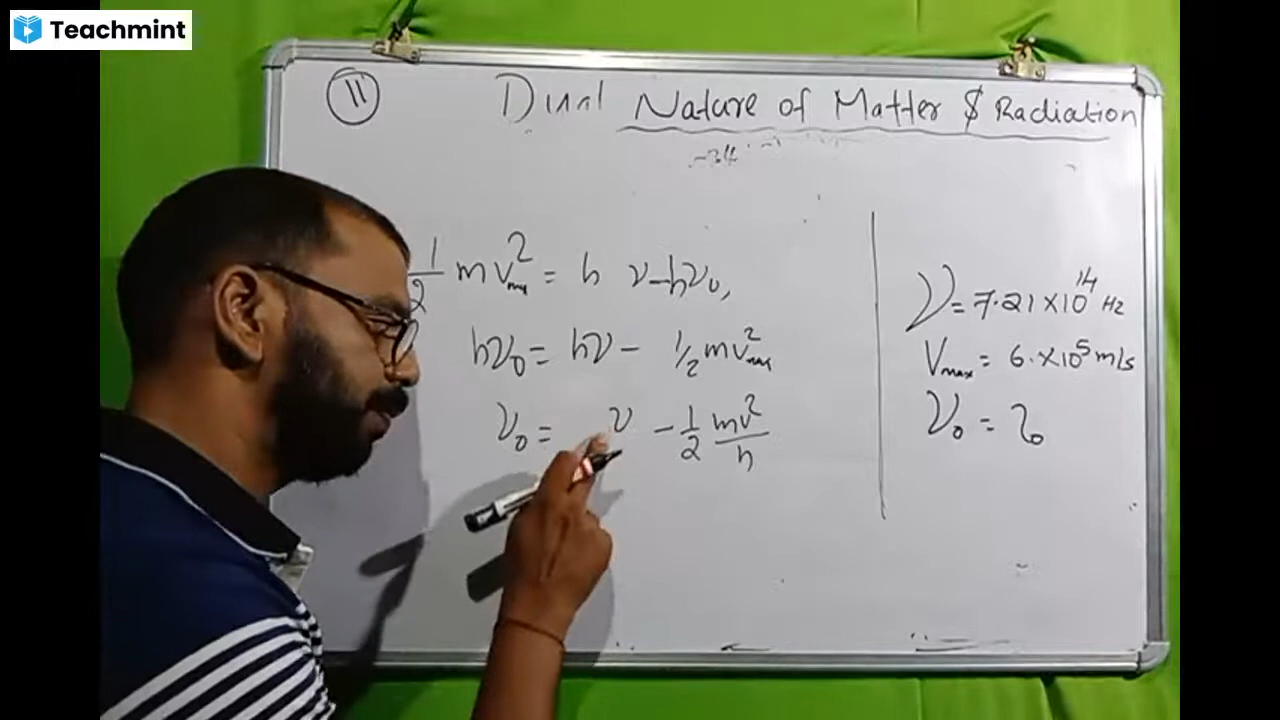 Teachmint
11 Dual Nature of Matter & Radiation
-34
1/2 mv²max = h ν-hν₀,
hν₀ = hν - 1/2 mv²max
ν₀ = ν - 1/2 mv²/h
ν = 7.21×10¹⁴ Hz
Vmax = 6.×10⁵ m/s
ν₀ = ?